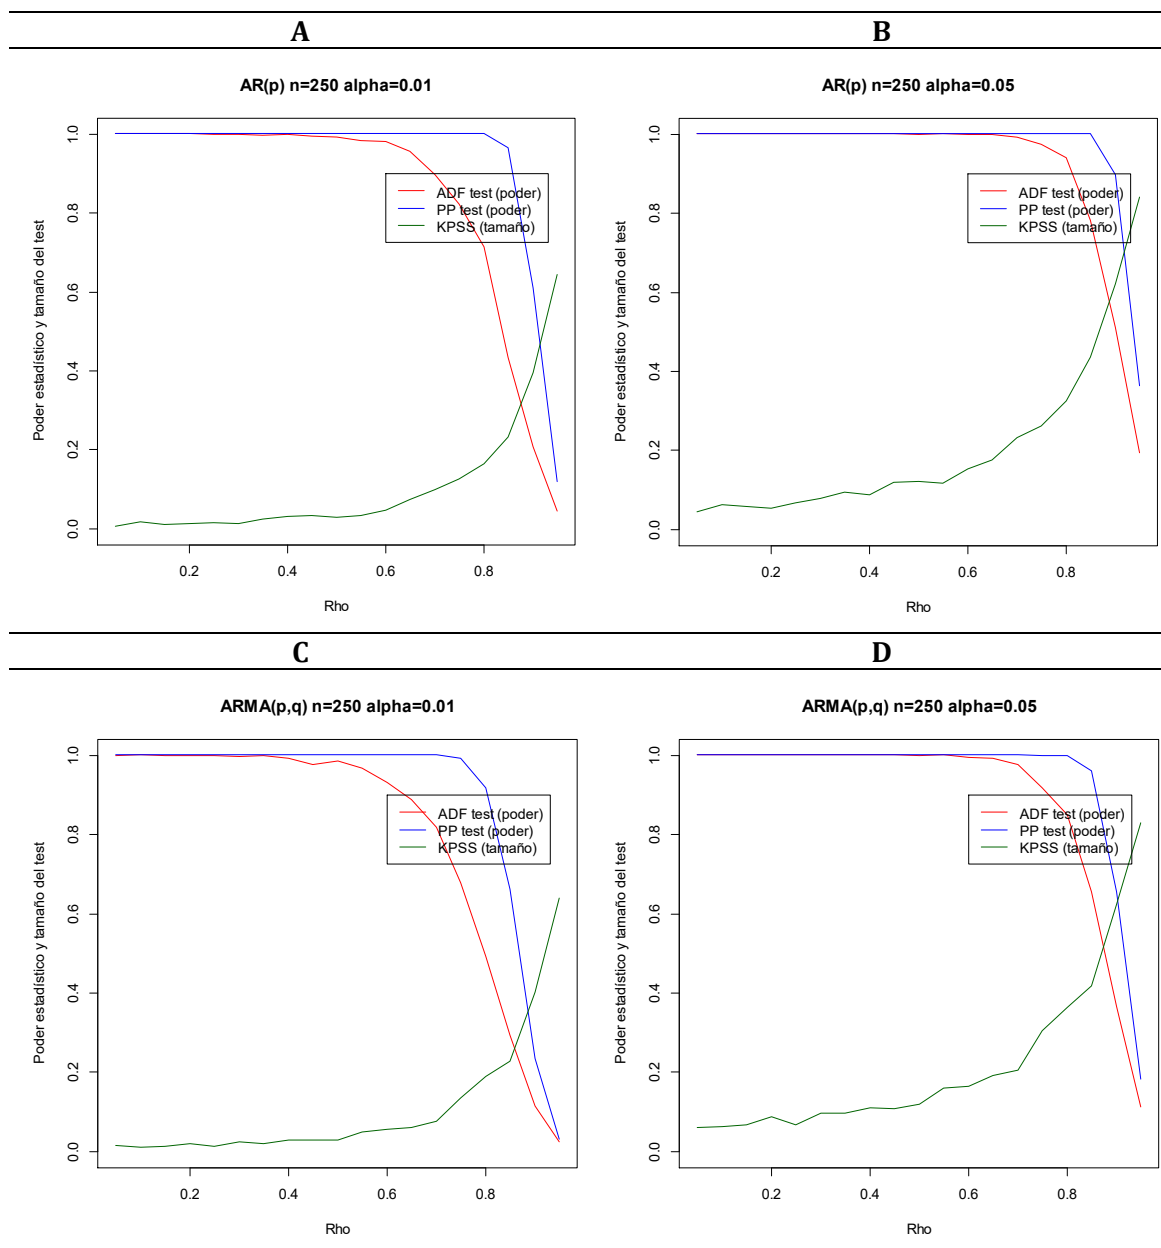 A
B
AR(p) n=250 alpha=0.01
Poder estadístico y tamaño del test
1.0
0.8
0.6
0.4
0.2
0.0
ADF test (poder)
PP test (poder)
KPSS (tamaño)
0.2 0.4 0.6 0.8
Rho
AR(p) n=250 alpha=0.05
Poder estadístico y tamaño del test
1.0
0.8
0.6
0.4
0.2
0.0
ADF test (poder)
PP test (poder)
KPSS (tamaño)
0.2 0.4 0.6 0.8
Rho
C
D
ARMA(p,q) n=250 alpha=0.01
Poder estadístico y tamaño del test
1.0
0.8
0.6
0.4
0.2
0.0
ADF test (poder)
PP test (poder)
KPSS (tamaño)
0.2 0.4 0.6 0.8
Rho
ARMA(p,q) n=250 alpha=0.05
Poder estadístico y tamaño del test
1.0
0.8
0.6
0.4
0.2
0.0
ADF test (poder)
PP test (poder)
KPSS (tamaño)
0.2 0.4 0.6 0.8
Rho